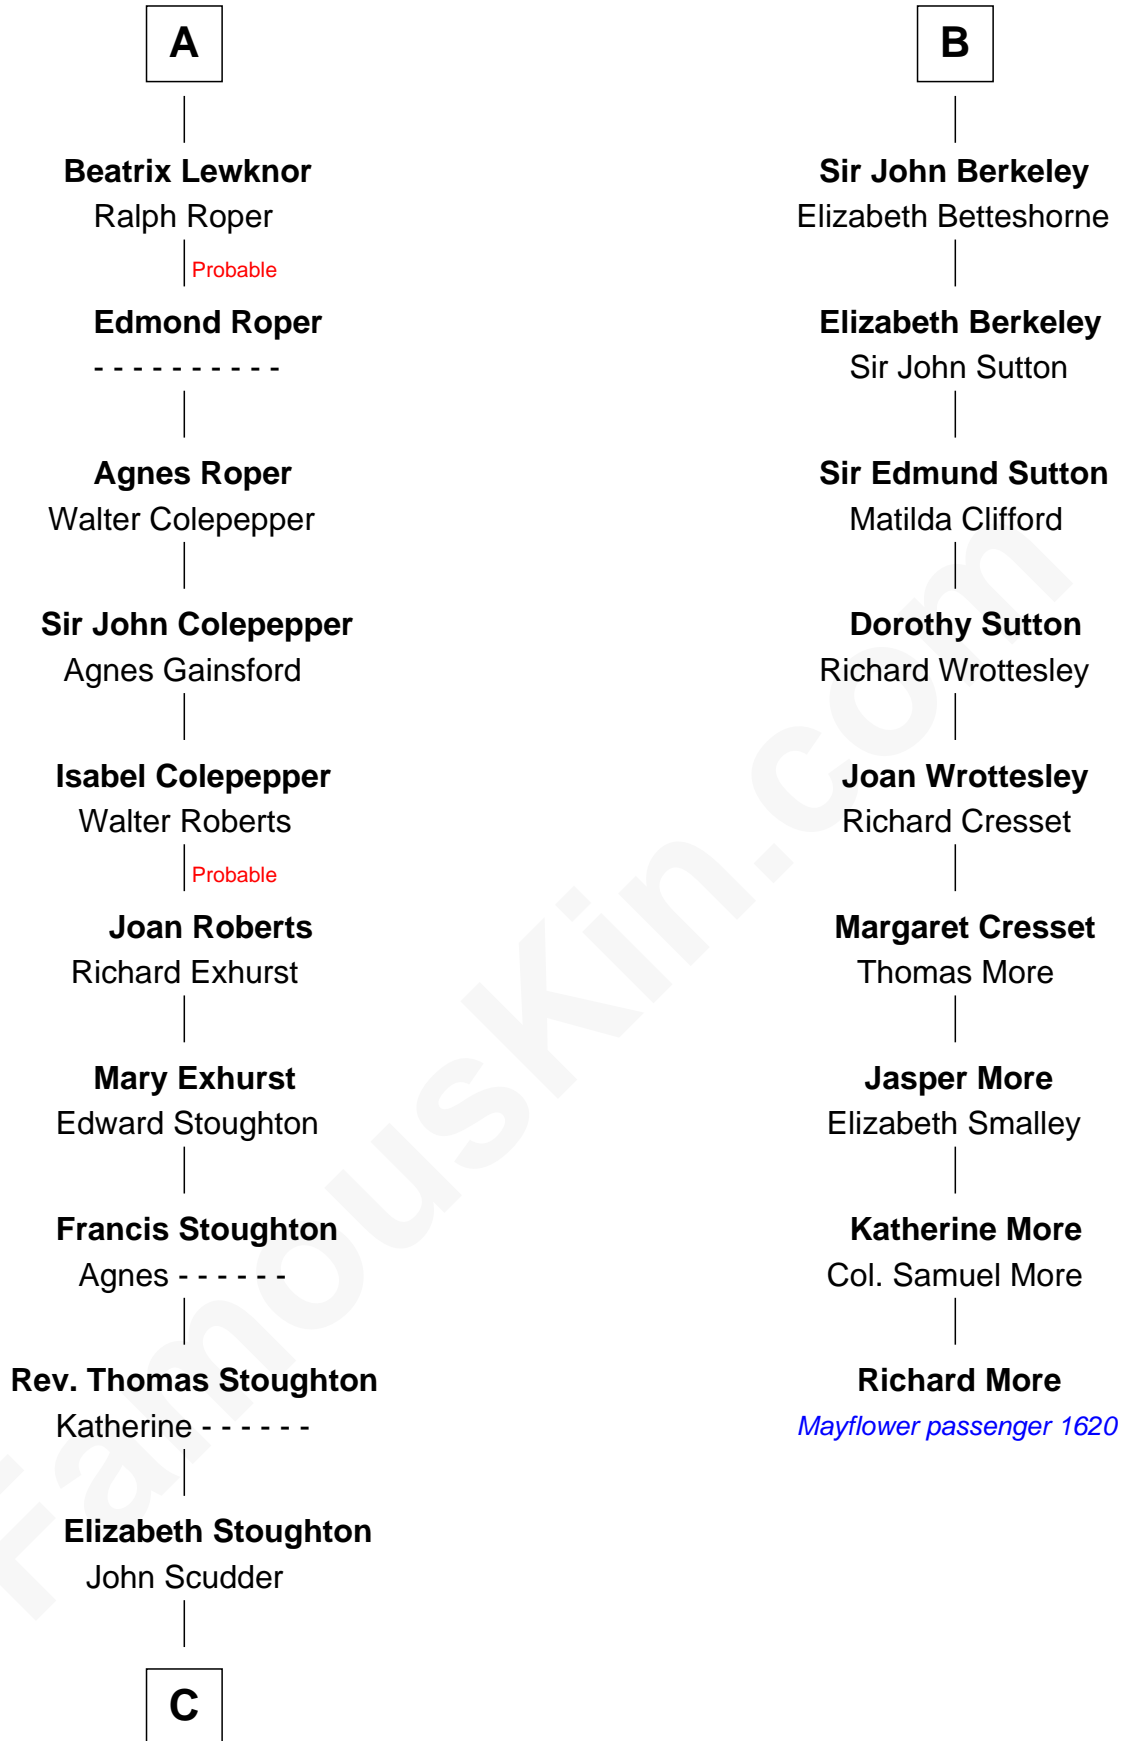 A
Beatrix Lewknor
Ralph Roper
Probable
Edmond Roper
- - - - - - - - - -
Agnes Roper
Walter Colepepper
Sir John Colepepper
Agnes Gainsford
Isabel Colepepper
Walter Roberts
Probable
Joan Roberts
Richard Exhurst
Mary Exhurst
Edward Stoughton
Francis Stoughton
Agnes - - - - - -
Rev. Thomas Stoughton
Katherine - - - - - -
Elizabeth Stoughton
John Scudder
C
B
Sir John Berkeley
Elizabeth Betteshorne
Elizabeth Berkeley
Sir John Sutton
Sir Edmund Sutton
Matilda Clifford
Dorothy Sutton
Richard Wrottesley
Joan Wrottesley
Richard Cresset
Margaret Cresset
Thomas More
Jasper More
Elizabeth Smalley
Katherine More
Col. Samuel More
Richard More
Mayflower passenger 1620
FamousKin.com